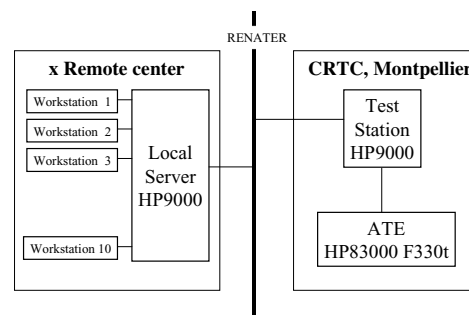 RENATER
x Remote center
Workstation 1
Workstation 2
Workstation 3
Workstation 10
Local
Server
HP9000
CRTC, Montpellier
Test
Station
HP9000
ATE
HP83000 F330t